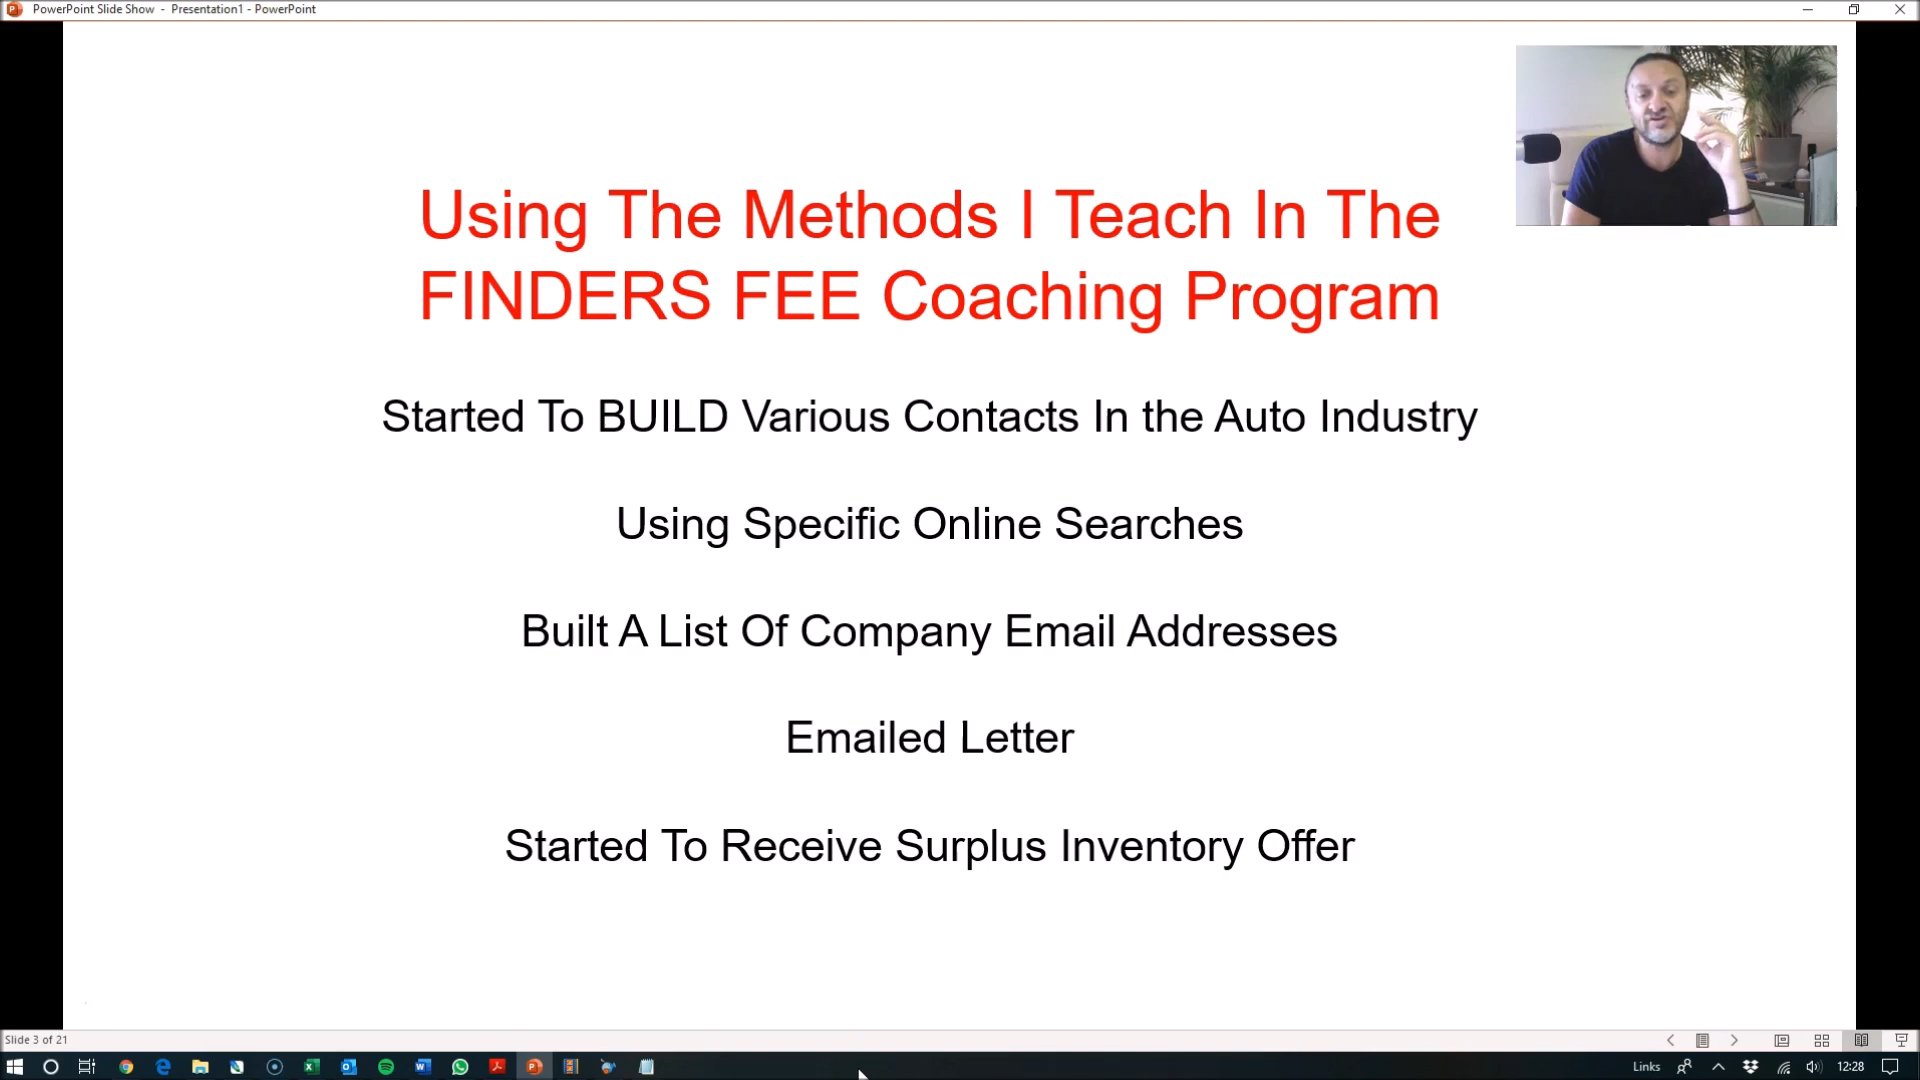 PowerPoint Slide Show - Presentation1 - PowerPoint
Using The Methods I Teach In The
FINDERS FEE Coaching Program
Started To BUILD Various Contacts In the Auto Industry
Using Specific Online Searches
Built A List Of Company Email Addresses
Emailed Letter
Started To Receive Surplus Inventory Offer
Slide 3 of 21
Links
12:28